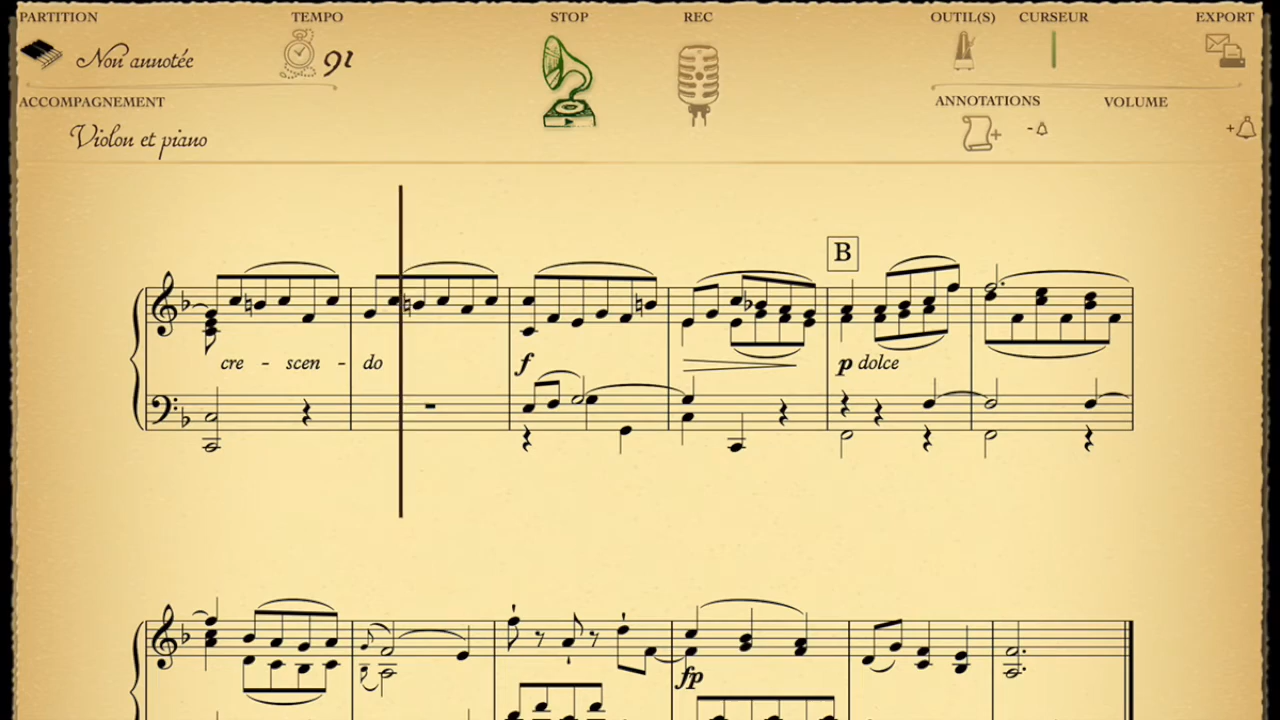 PARTITION TEMPO STOP REC OUTIL(S) CURSEUR EXPORT
Non annotée 91
ACCOMPAGNEMENT ANNOTATIONS VOLUME
Violon et piano
B
cre - scen - do f p dolce
fp